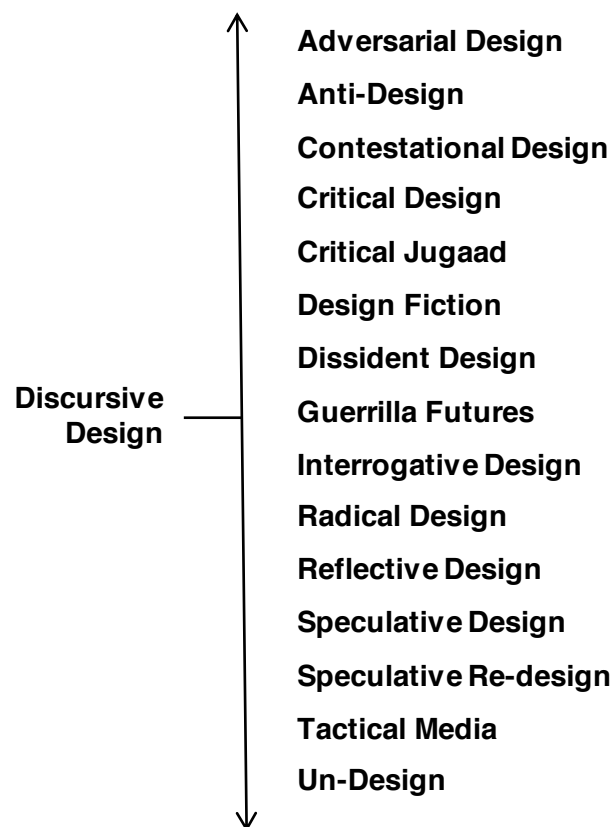 Adversarial Design
Anti-Design
Contestational Design
Critical Design
Critical Jugaad
Design Fiction
Dissident Design
Discursive
Design
Guerrilla Futures
Interrogative Design
Radical Design
Reflective Design
Speculative Design
Speculative Re-design
Tactical Media
Un-Design